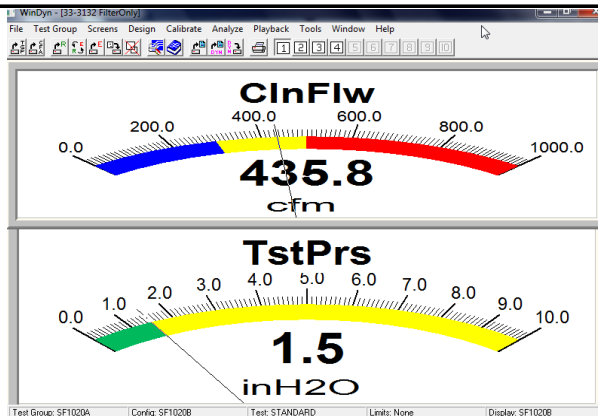 WinDyn - [33-3132 FilterOnly]
File Test Group Screens Design Calibrate Analyze Playback Tools Window Help
1 2 3 4 5 6 7 8 9 10
ClnFlw
0.0 200.0 400.0 600.0 800.0 1000.0
435.8
cfm
TstPrs
0.0 1.0 2.0 3.0 4.0 5.0 6.0 7.0 8.0 9.0 10.0
1.5
inH2O
Test Group: SF1020A Config: SF1020B Test: STANDARD Limits: None Display: SF1020B